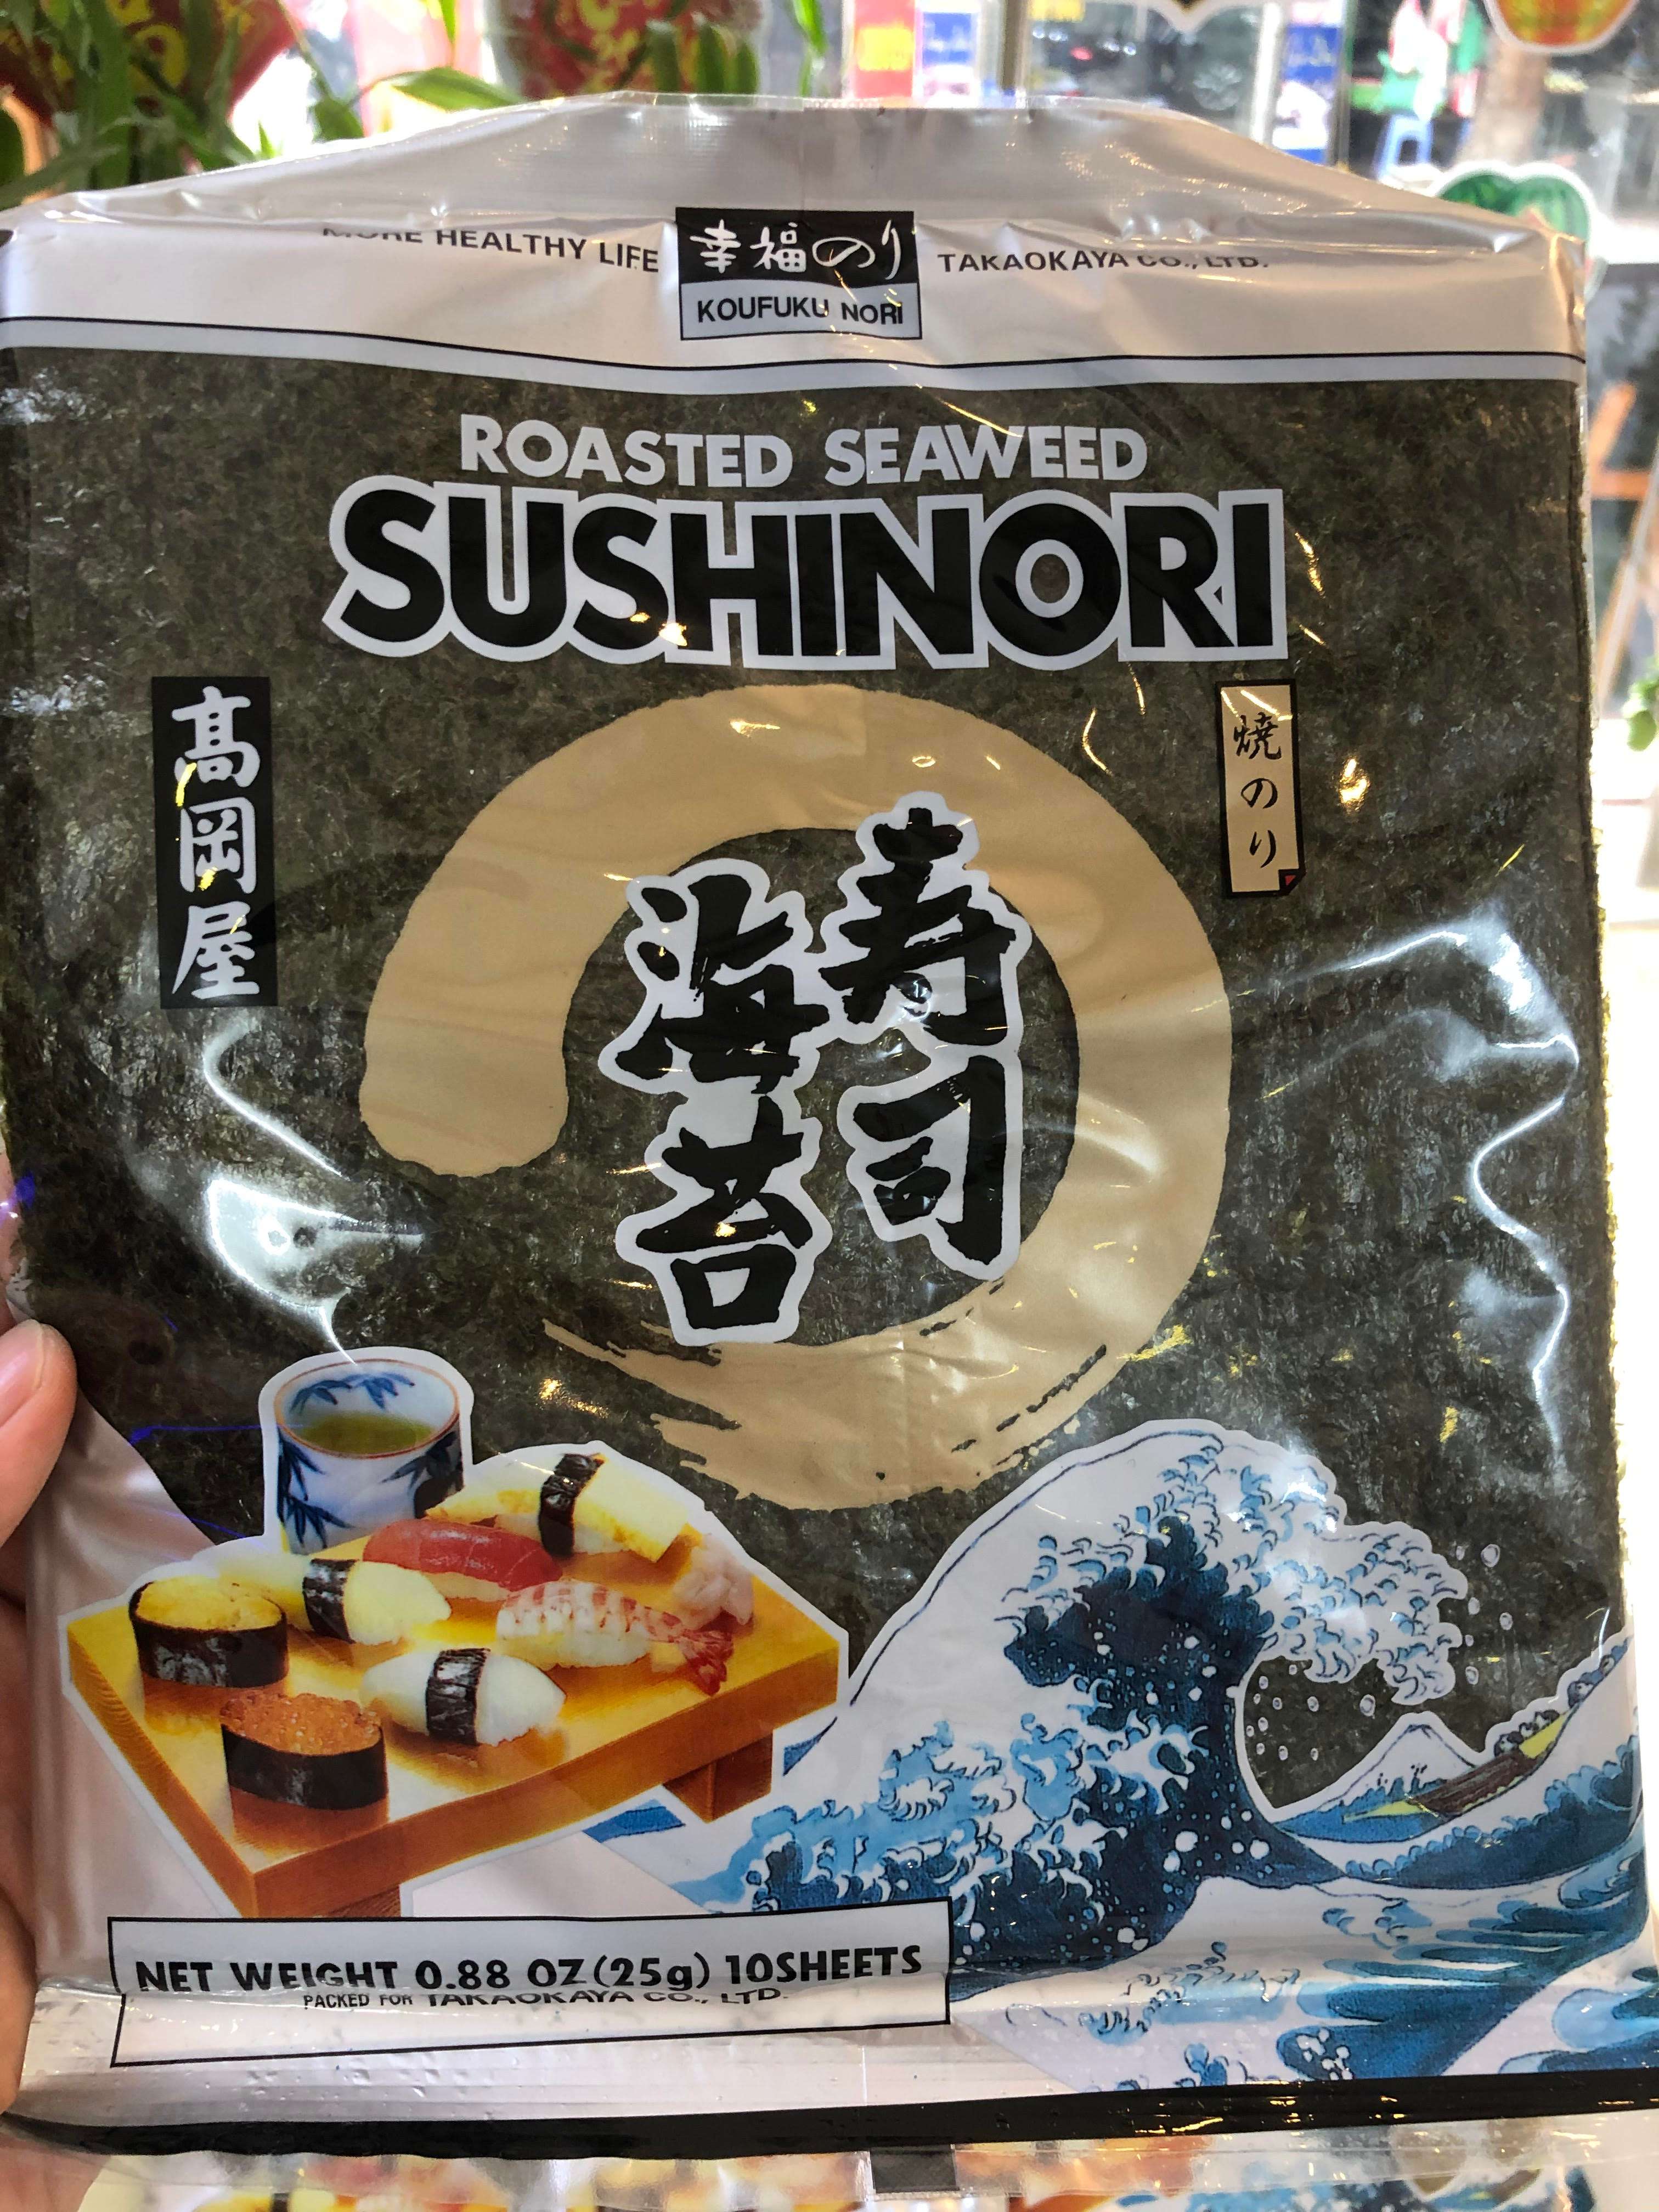 MORE HEALTHY LIFE
幸福のり
KOUFUKU NORI
TAKAOKAYA CO., LTD.
ROASTED SEAWEED
SUSHINORI
髙岡屋
焼のり
寿司
海苔
NET WEIGHT 0.88 OZ (25g) 10SHEETS
PACKED FOR TAKAOKAYA CO., LTD.